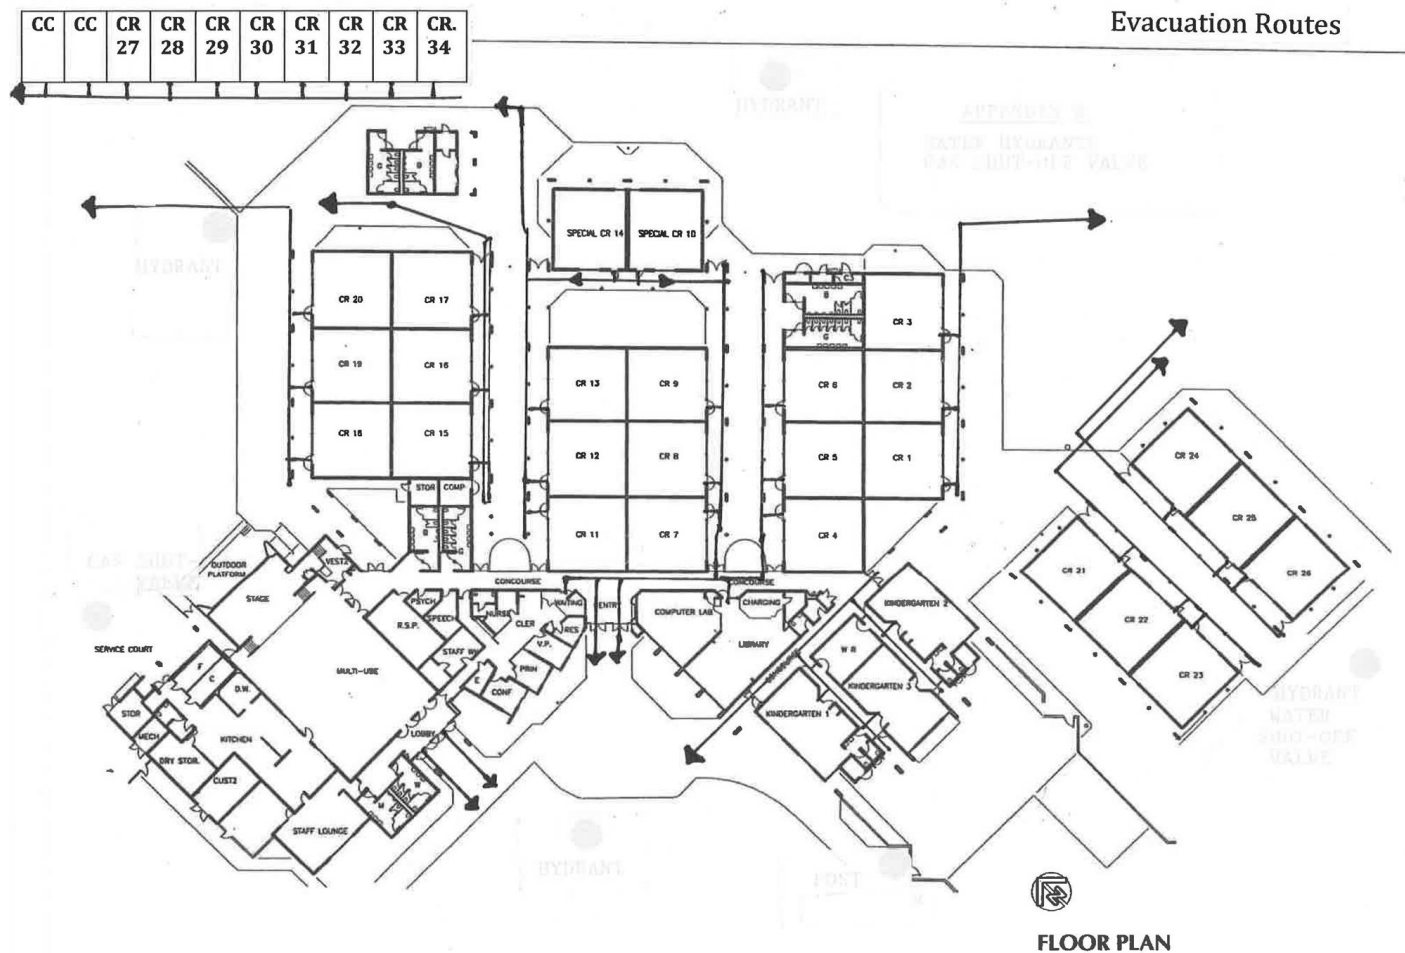 Evacuation Routes
CC CC CR 27 CR 28 CR 29 CR 30 CR 31 CR 32 CR 33 CR. 34
SPECIAL CR 14 SPECIAL CR 10
CR 20 CR 17
CR 3
CR 19 CR 16
CR 13 CR 9
CR 6 CR 2
CR 18 CR 15
CR 12 CR 8
CR 5 CR 1
CR 24
STOR COMP
CR 25
CR 11 CR 7
CR 4
CR 21 CR 26
VEST2
OUTDOOR
PLATFORM
CONCOURSE CONCOURSE
STAGE
PSYCH NURSE WAITING ENTRY COMPUTER LAB CHARGING KINDERGARTEN 2
R.S.P. SPEECH CLER RES
CR 22
SERVICE COURT
STAFF V.P. LIBRARY
W R
F
C
MULTI-USE
E PRIN
CONF
KINDERGARTEN 3
CR 23
D.W.
STOR
KINDERGARTEN 1
MECH
KITCHEN
LOBBY
DRY STOR.
STAFF LOUNGE
HYDRANT
HYDRANT
HYDRANT
HYDRANT
WATER
FLOOR PLAN